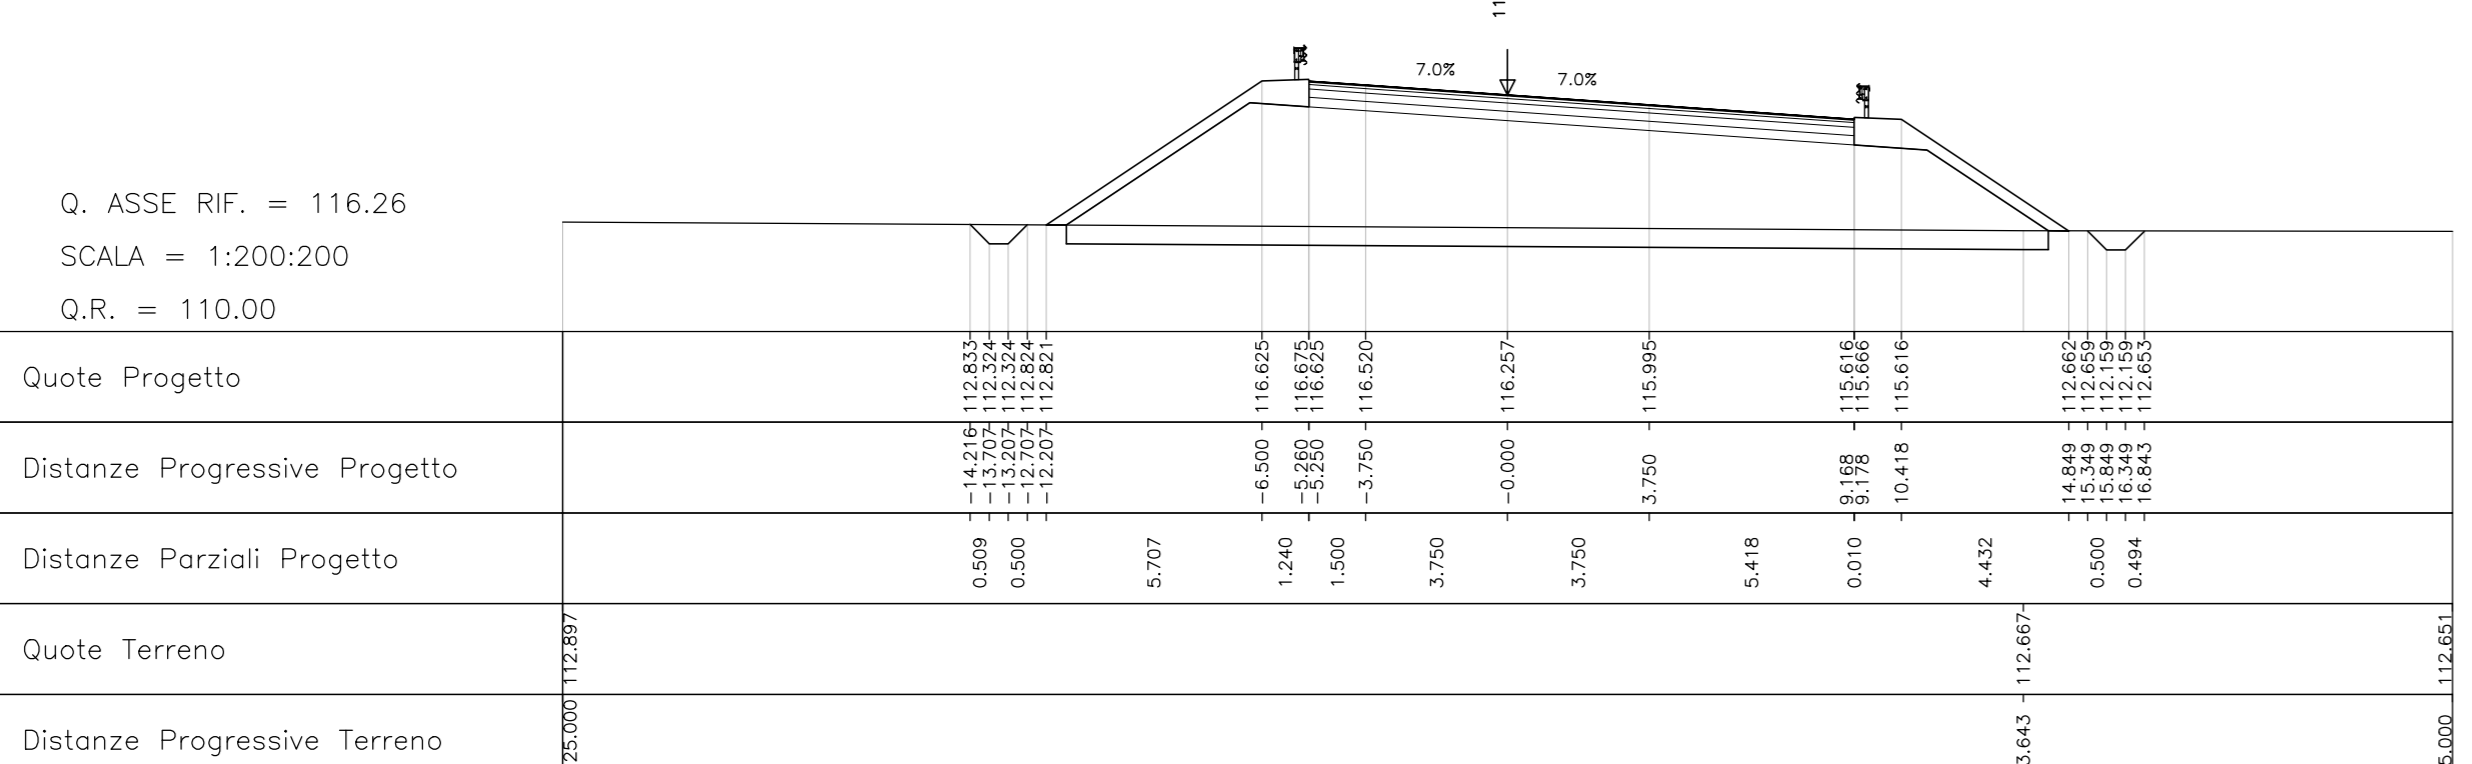 11
7.0%
7.0%
Q. ASSE RIF. = 116.26
SCALA = 1:200:200
Q.R. = 110.00
Quote Progetto
112.833 112.324 112.324 112.824 112.821 116.625 116.675 116.625 116.520 116.257 115.995 115.616 115.666 115.616 112.662 112.659 112.159 112.159 112.653
Distanze Progressive Progetto
-14.216 -13.707 -13.207 -12.707 -12.207 -6.500 -5.260 -5.250 -3.750 -0.000 3.750 9.168 9.178 10.418 14.849 15.349 15.849 16.349 16.843
Distanze Parziali Progetto
0.509 0.500 5.707 1.240 1.500 3.750 3.750 5.418 0.010 4.432 0.500 0.494
Quote Terreno
112.897 112.667 112.651
Distanze Progressive Terreno
25.000 3.643 5.000